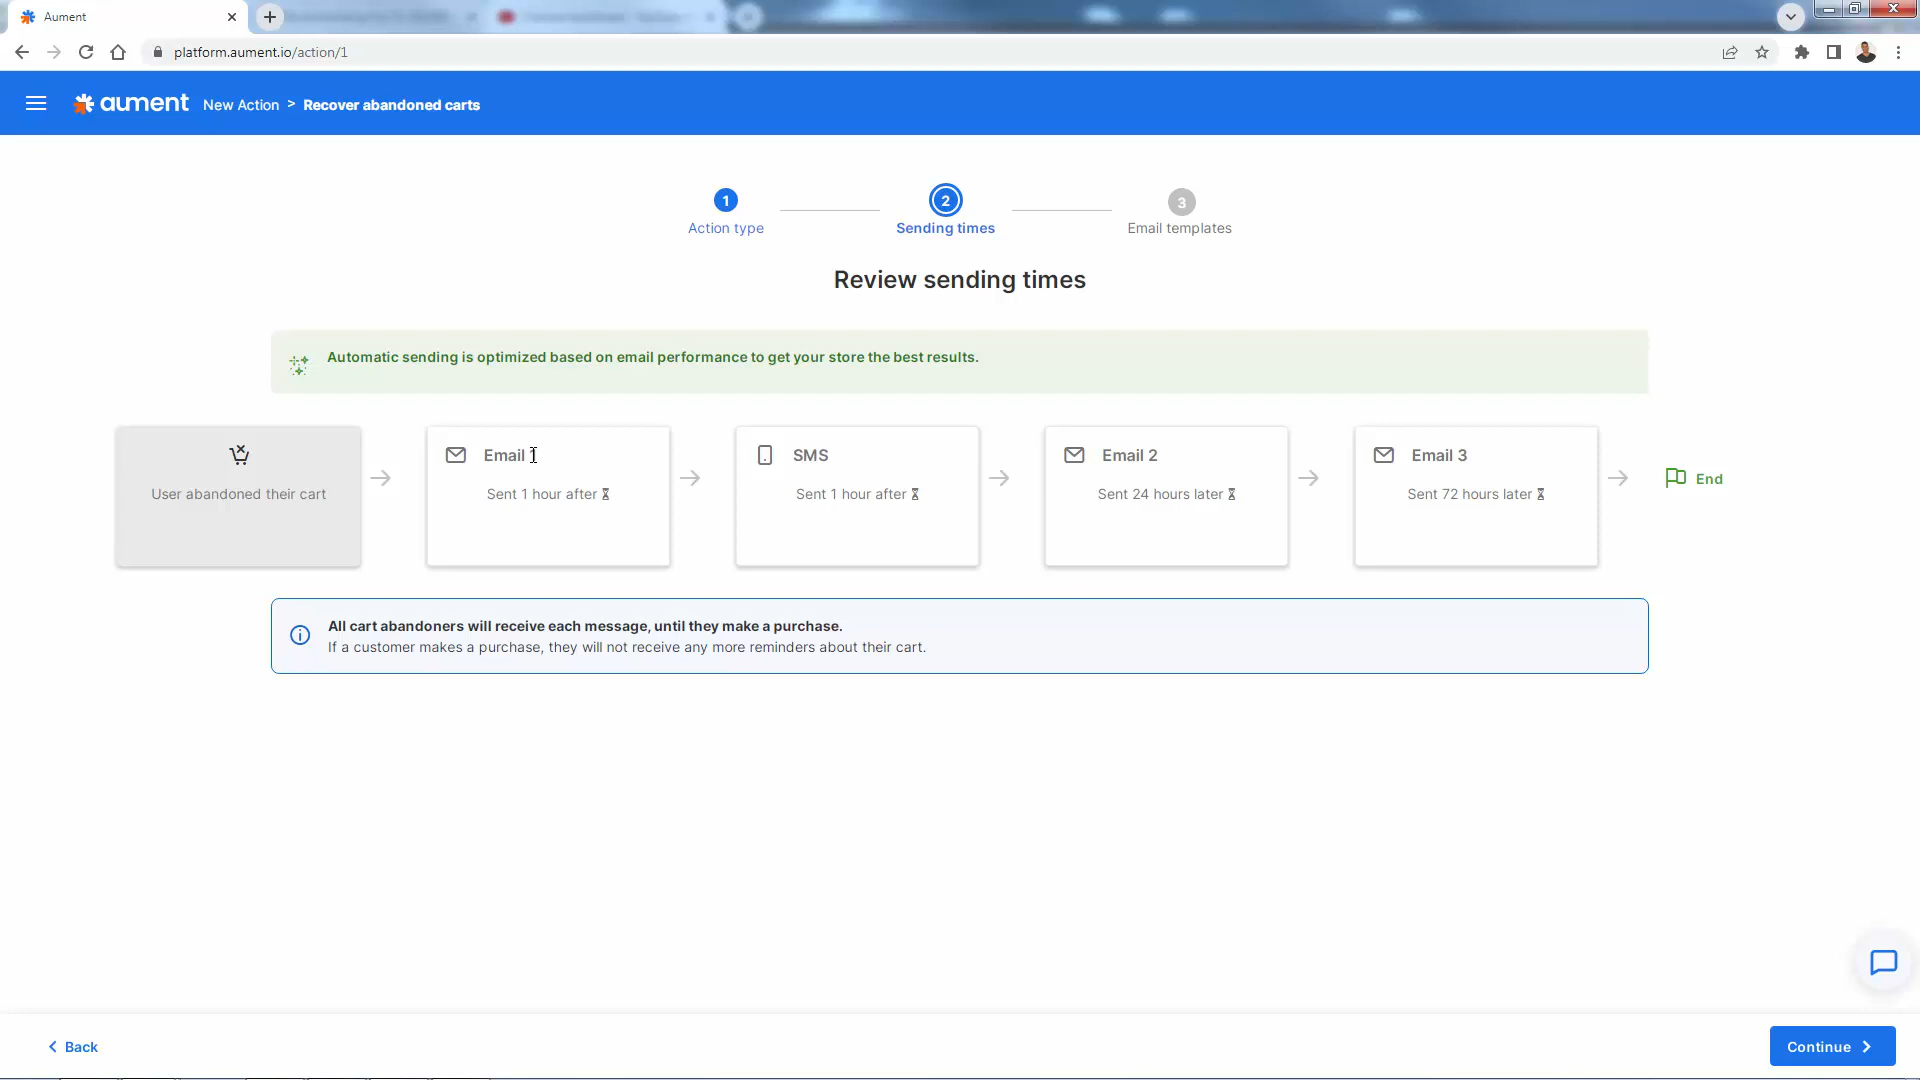 Aument
platform.aument.io/action/1
aument New Action > Recover abandoned carts
1
2
3
Action type
Sending times
Email templates
Review sending times
Automatic sending is optimized based on email performance to get your store the best results.
User abandoned their cart
Email 1
Sent 1 hour after
SMS
Sent 1 hour after
Email 2
Sent 24 hours later
Email 3
Sent 72 hours later
End
All cart abandoners will receive each message, until they make a purchase.
If a customer makes a purchase, they will not receive any more reminders about their cart.
Back
Continue